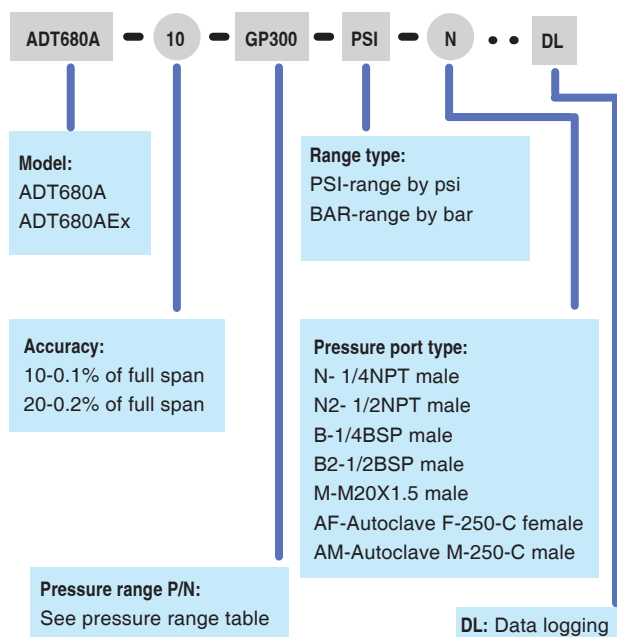 ADT680A - 10 - GP300 - PSI - N • • DL
Model:
ADT680A
ADT680AEx
Range type:
PSI-range by psi
BAR-range by bar
Accuracy:
10-0.1% of full span
20-0.2% of full span
Pressure port type:
N- 1/4NPT male
N2- 1/2NPT male
B-1/4BSP male
B2-1/2BSP male
M-M20X1.5 male
AF-Autoclave F-250-C female
AM-Autoclave M-250-C male
Pressure range P/N:
See pressure range table
DL: Data logging